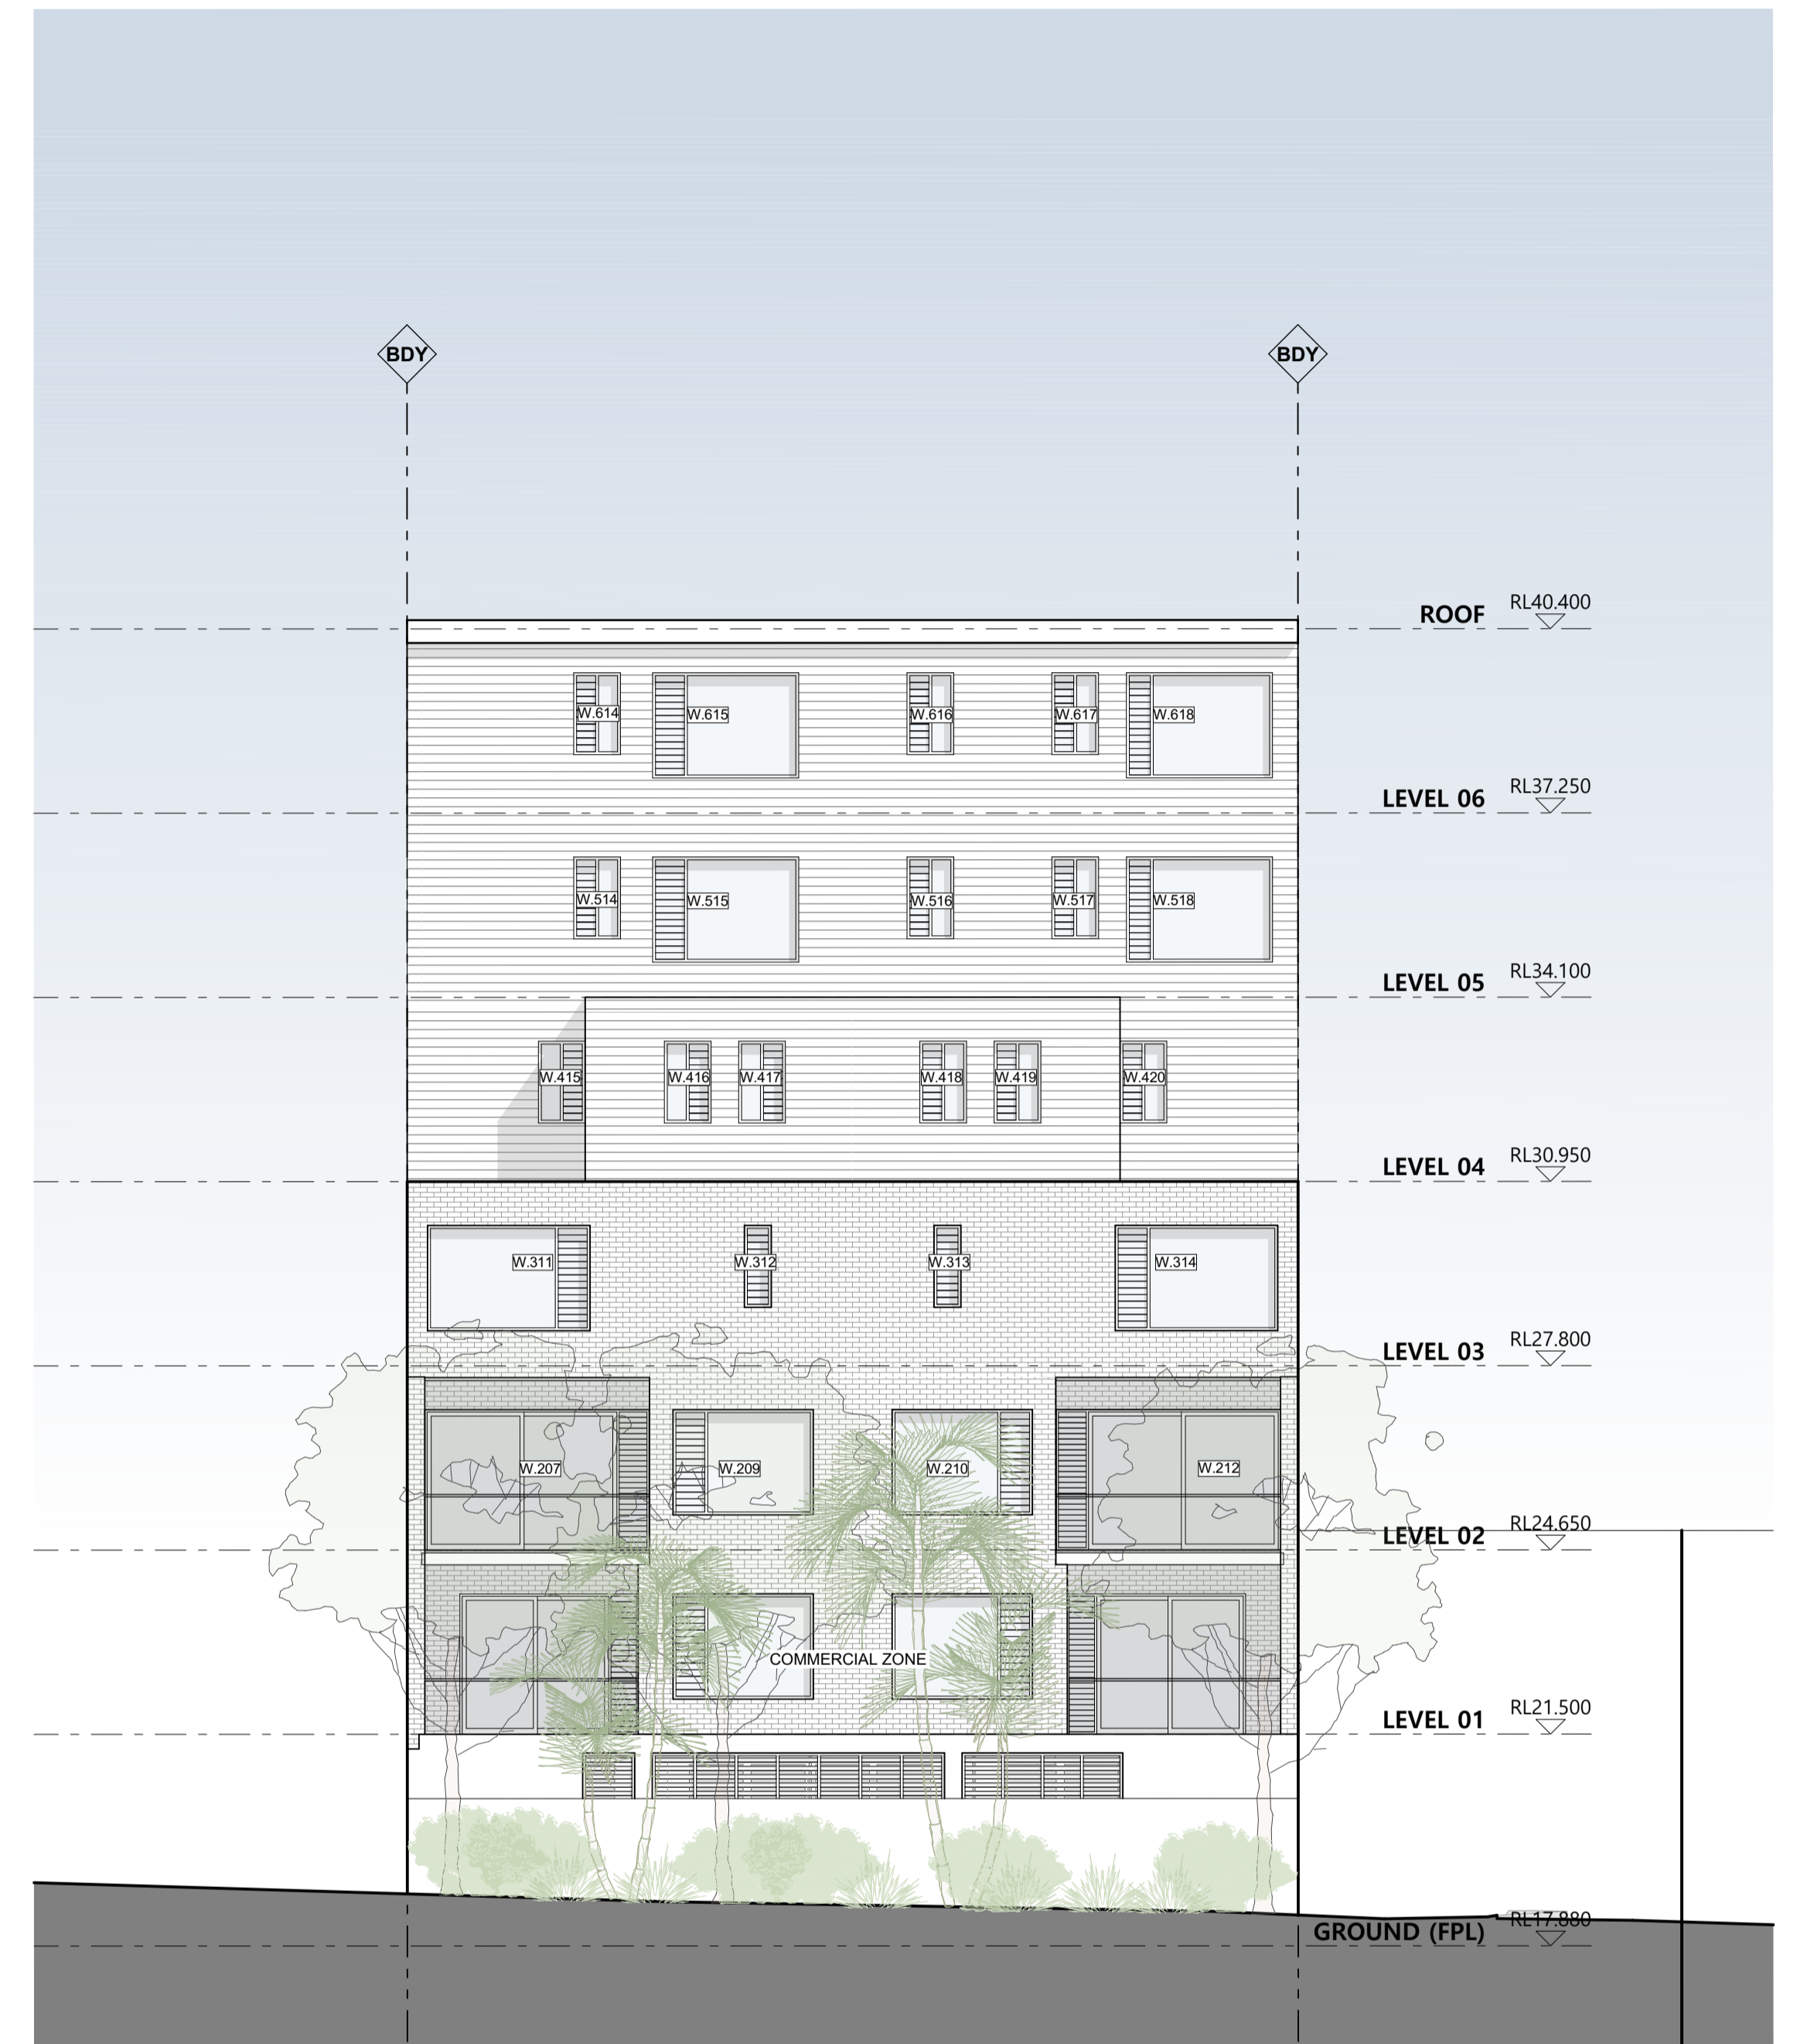 BDY BDY
ROOF RL40.400
W.614 W.615 W.616 W.617 W.618
LEVEL 06 RL37.250
W.514 W.515 W.516 W.517 W.518
LEVEL 05 RL34.100
W.415 W.416 W.417 W.418 W.419 W.420
LEVEL 04 RL30.950
W.311 W.312 W.313 W.314
LEVEL 03 RL27.800
W.207 W.209 W.210 W.212
LEVEL 02 RL24.650
COMMERCIAL ZONE
LEVEL 01 RL21.500
GROUND (FPL) RL17.880